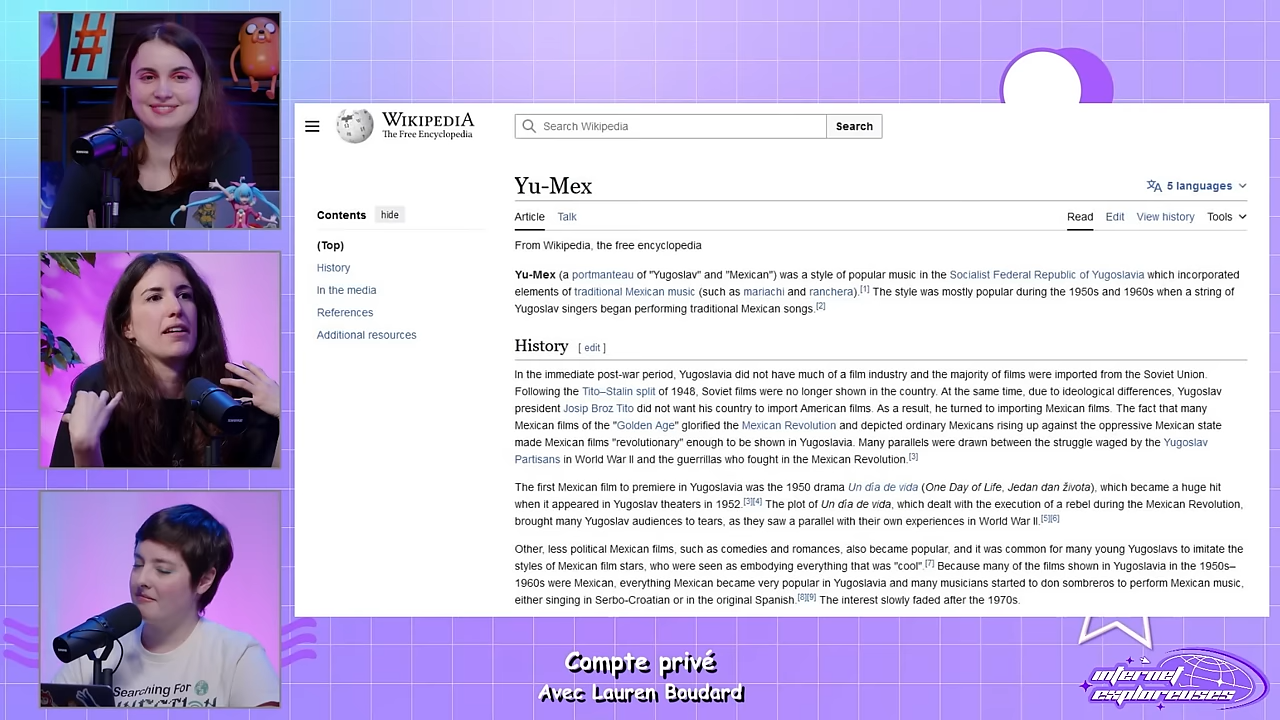 #
WIKIPEDIA
The Free Encyclopedia
Search Wikipedia
Search
Yu-Mex
5 languages
Contents
hide
Article
Talk
Read
Edit
View history
Tools
(Top)
From Wikipedia, the free encyclopedia
History
In the media
References
Additional resources
Yu-Mex (a portmanteau of "Yugoslav" and "Mexican") was a style of popular music in the Socialist Federal Republic of Yugoslavia which incorporated
elements of traditional Mexican music (such as mariachi and ranchera).[1] The style was mostly popular during the 1950s and 1960s when a string of
Yugoslav singers began performing traditional Mexican songs.[2]
History [ edit ]
In the immediate post-war period, Yugoslavia did not have much of a film industry and the majority of films were imported from the Soviet Union.
Following the Tito–Stalin split of 1948, Soviet films were no longer shown in the country. At the same time, due to ideological differences, Yugoslav
president Josip Broz Tito did not want his country to import American films. As a result, he turned to importing Mexican films. The fact that many
Mexican films of the "Golden Age" glorified the Mexican Revolution and depicted ordinary Mexicans rising up against the oppressive Mexican state
made Mexican films "revolutionary" enough to be shown in Yugoslavia. Many parallels were drawn between the struggle waged by the Yugoslav
Partisans in World War II and the guerrillas who fought in the Mexican Revolution.[3]
The first Mexican film to premiere in Yugoslavia was the 1950 drama Un día de vida (One Day of Life, Jedan dan života), which became a huge hit
when it appeared in Yugoslav theaters in 1952.[3][4] The plot of Un día de vida, which dealt with the execution of a rebel during the Mexican Revolution,
brought many Yugoslav audiences to tears, as they saw a parallel with their own experiences in World War II.[5][6]
Other, less political Mexican films, such as comedies and romances, also became popular, and it was common for many young Yugoslavs to imitate the
styles of Mexican film stars, who were seen as embodying everything that was "cool".[7] Because many of the films shown in Yugoslavia in the 1950s–
1960s were Mexican, everything Mexican became very popular in Yugoslavia and many musicians started to don sombreros to perform Mexican music,
either singing in Serbo-Croatian or in the original Spanish.[8][9] The interest slowly faded after the 1970s.
Searching For
Compte privé
Avec Lauren Boudard
internet
exploreuses